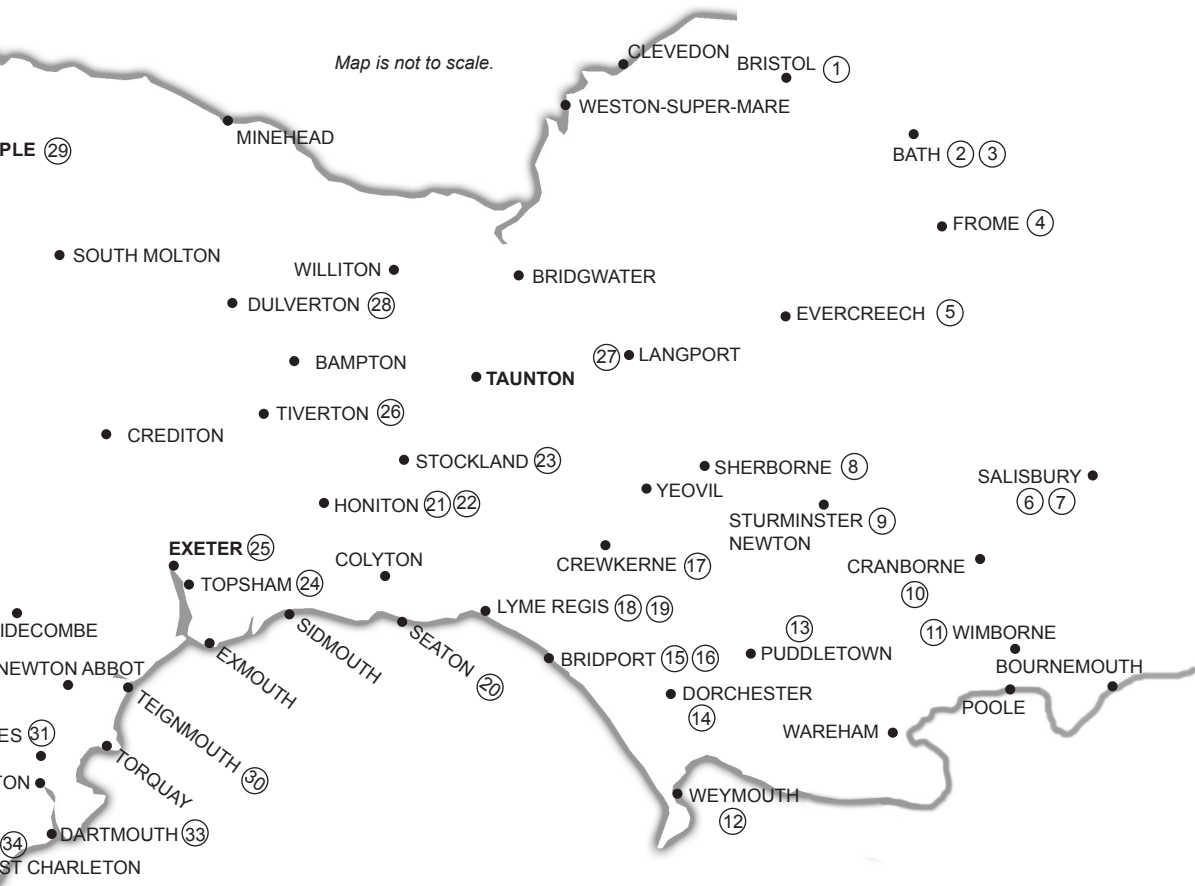 Map is not to scale.
CLEVEDON
BRISTOL 1
WESTON-SUPER-MARE
MINEHEAD
PLE 29
BATH 2 3
FROME 4
SOUTH MOLTON
WILLITON
BRIDGWATER
DULVERTON 28
EVERCREECH 5
27 LANGPORT
BAMPTON
TAUNTON
TIVERTON 26
CREDITON
STOCKLAND 23
SHERBORNE 8
SALISBURY
6 7
YEOVIL
HONITON 21 22
STURMINSTER 9
NEWTON
EXETER 25
COLYTON
CREWKERNE 17
CRANBORNE
10
TOPSHAM 24
LYME REGIS 18 19
IDECOMBE
SIDMOUTH
SEATON 20
13
PUDDLETOWN
11 WIMBORNE
BRIDPORT 15 16
EXMOUTH
NEWTON ABBOT
BOURNEMOUTH
TEIGNMOUTH 30
DORCHESTER
14
POOLE
ES 31
WAREHAM
TORQUAY
TON
WEYMOUTH
12
DARTMOUTH 33
34
ST CHARLETON